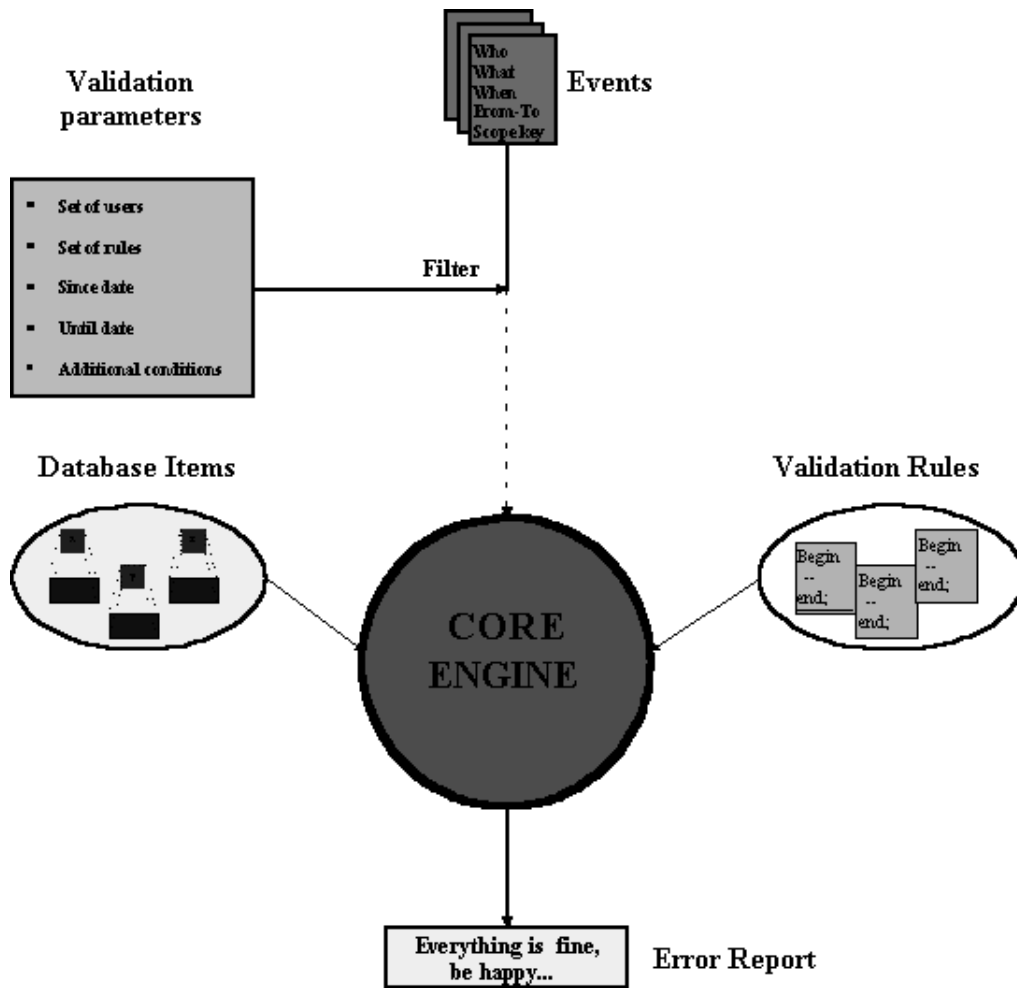 Validation
parameters
Who
What
When
From-To
Scope key
Events
Set of users
Set of rules
Since date
Until date
Additional conditions
Filter
Database Items
Validation Rules
Begin
--
end;
Begin
--
end;
Begin
--
end;
CORE
ENGINE
Everything is fine,
be happy...
Error Report